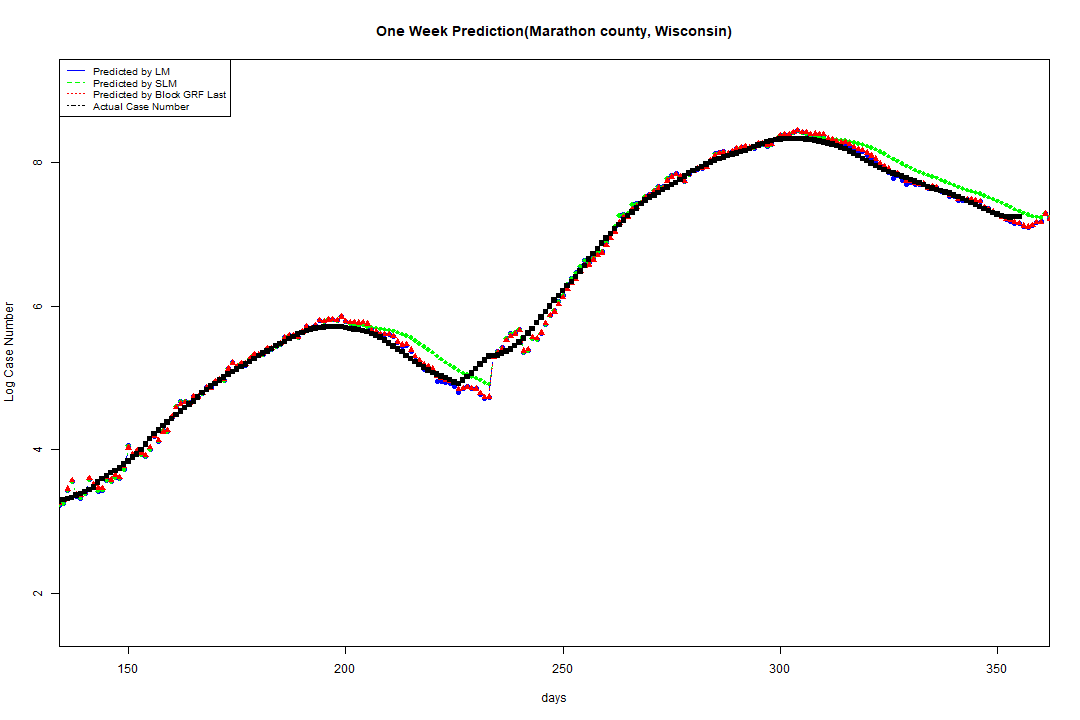 One Week Prediction(Marathon county, Wisconsin)
Predicted by LM
Predicted by SLM
Predicted by Block GRF Last
Actual Case Number
8
6
4
2
Log Case Number
150 200 250 300 350
days